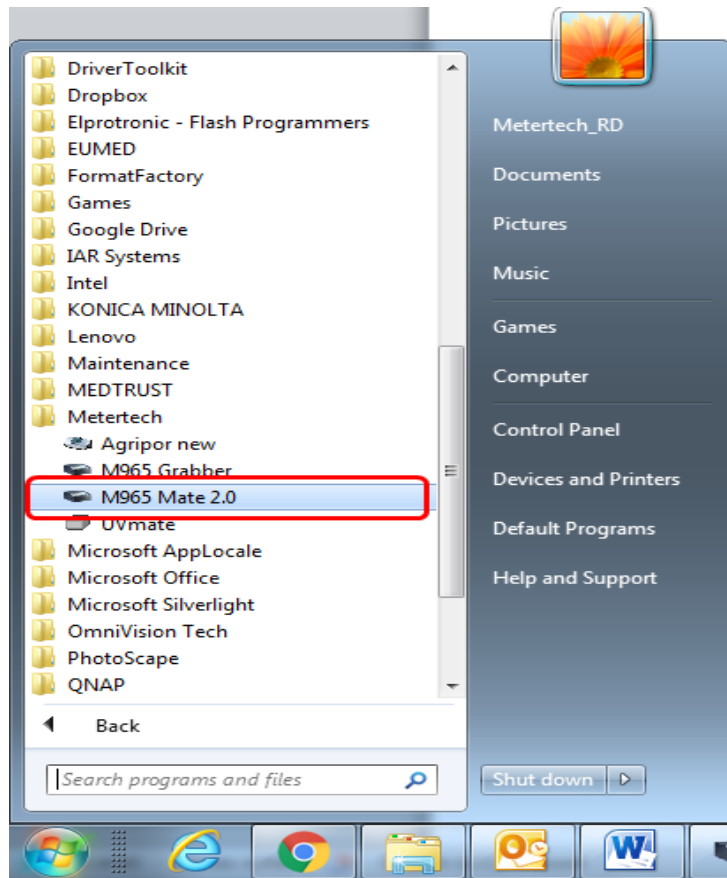 DriverToolkit
Dropbox
Elprotronic - Flash Programmers
EUMED
FormatFactory
Games
Google Drive
IAR Systems
Intel
KONICA MINOLTA
Lenovo
Maintenance
MEDTRUST
Metertech
Agripor new
M965 Grabber
M965 Mate 2.0
UVmate
Microsoft AppLocale
Microsoft Office
Microsoft Silverlight
OmniVision Tech
PhotoScape
QNAP
Back
Search programs and files
Metertech_RD
Documents
Pictures
Music
Games
Computer
Control Panel
Devices and Printers
Default Programs
Help and Support
Shut down